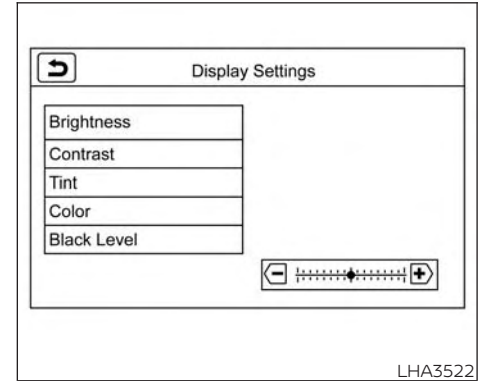 Display Settings
Brightness
Contrast
Tint
Color
Black Level
LHA3522